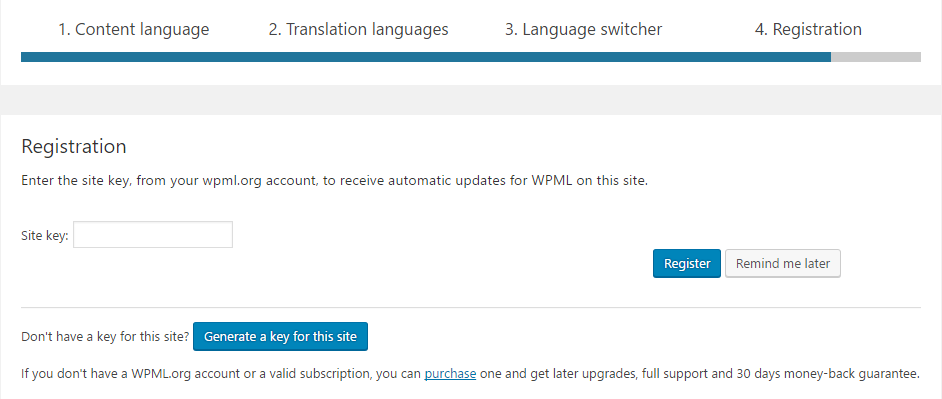 1. Content language 2. Translation languages 3. Language switcher 4. Registration
Registration
Enter the site key, from your wpml.org account, to receive automatic updates for WPML on this site.
Site key:
Register Remind me later
Don't have a key for this site? Generate a key for this site
If you don't have a WPML.org account or a valid subscription, you can purchase one and get later upgrades, full support and 30 days money-back guarantee.